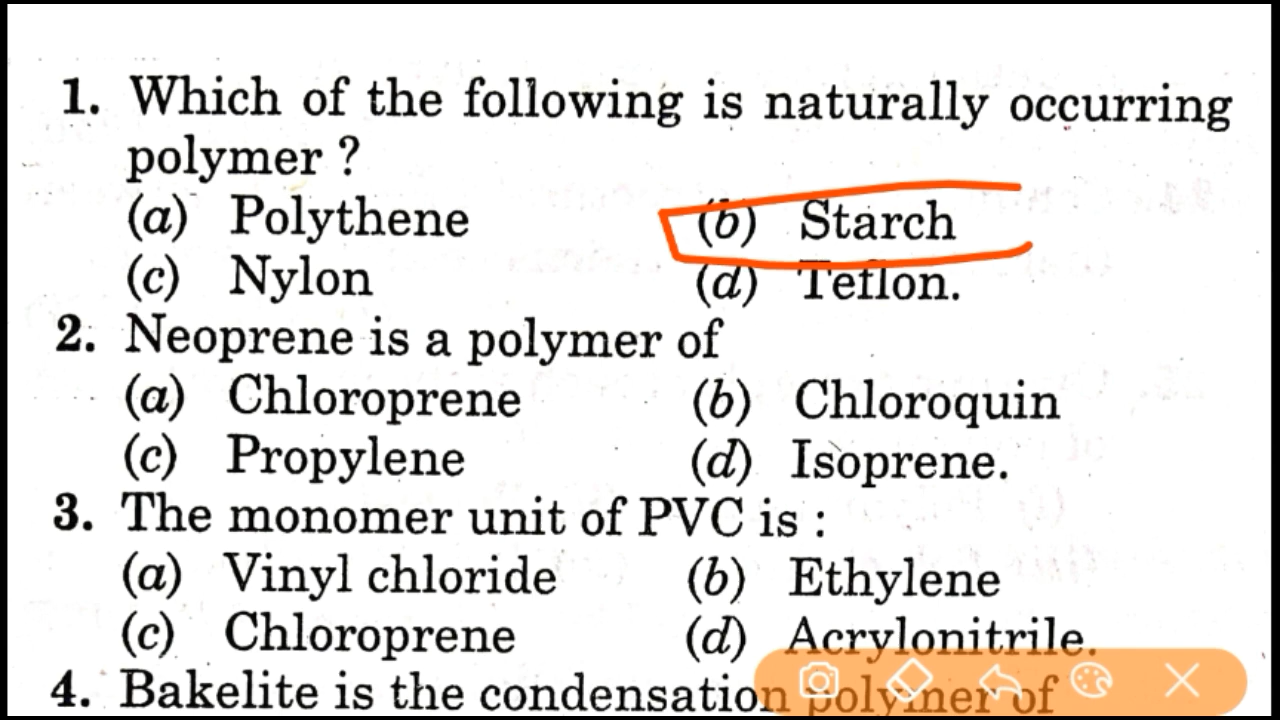 1. Which of the following is naturally occurring
polymer ?
(a) Polythene (b) Starch
(c) Nylon (d) Teflon.
2. Neoprene is a polymer of
(a) Chloroprene (b) Chloroquin
(c) Propylene (d) Isoprene.
3. The monomer unit of PVC is :
(a) Vinyl chloride (b) Ethylene
(c) Chloroprene (d) Acrylonitrile.
4. Bakelite is the condensation polymer of